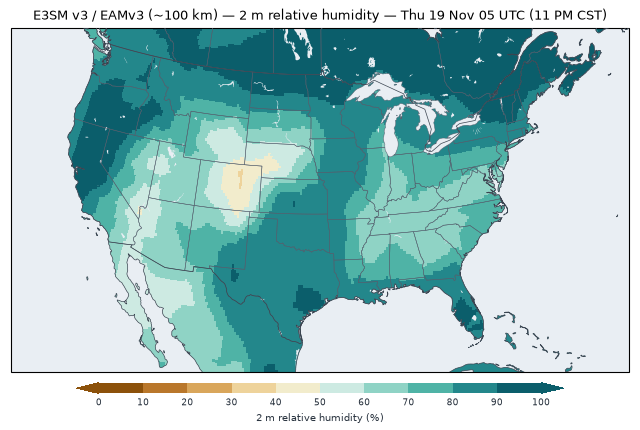 E3SM v3 / EAMv3 (~100 km) — 2 m relative humidity — Thu 19 Nov 05 UTC (11 PM CST)
0 10 20 30 40 50 60 70 80 90 100
2 m relative humidity (%)